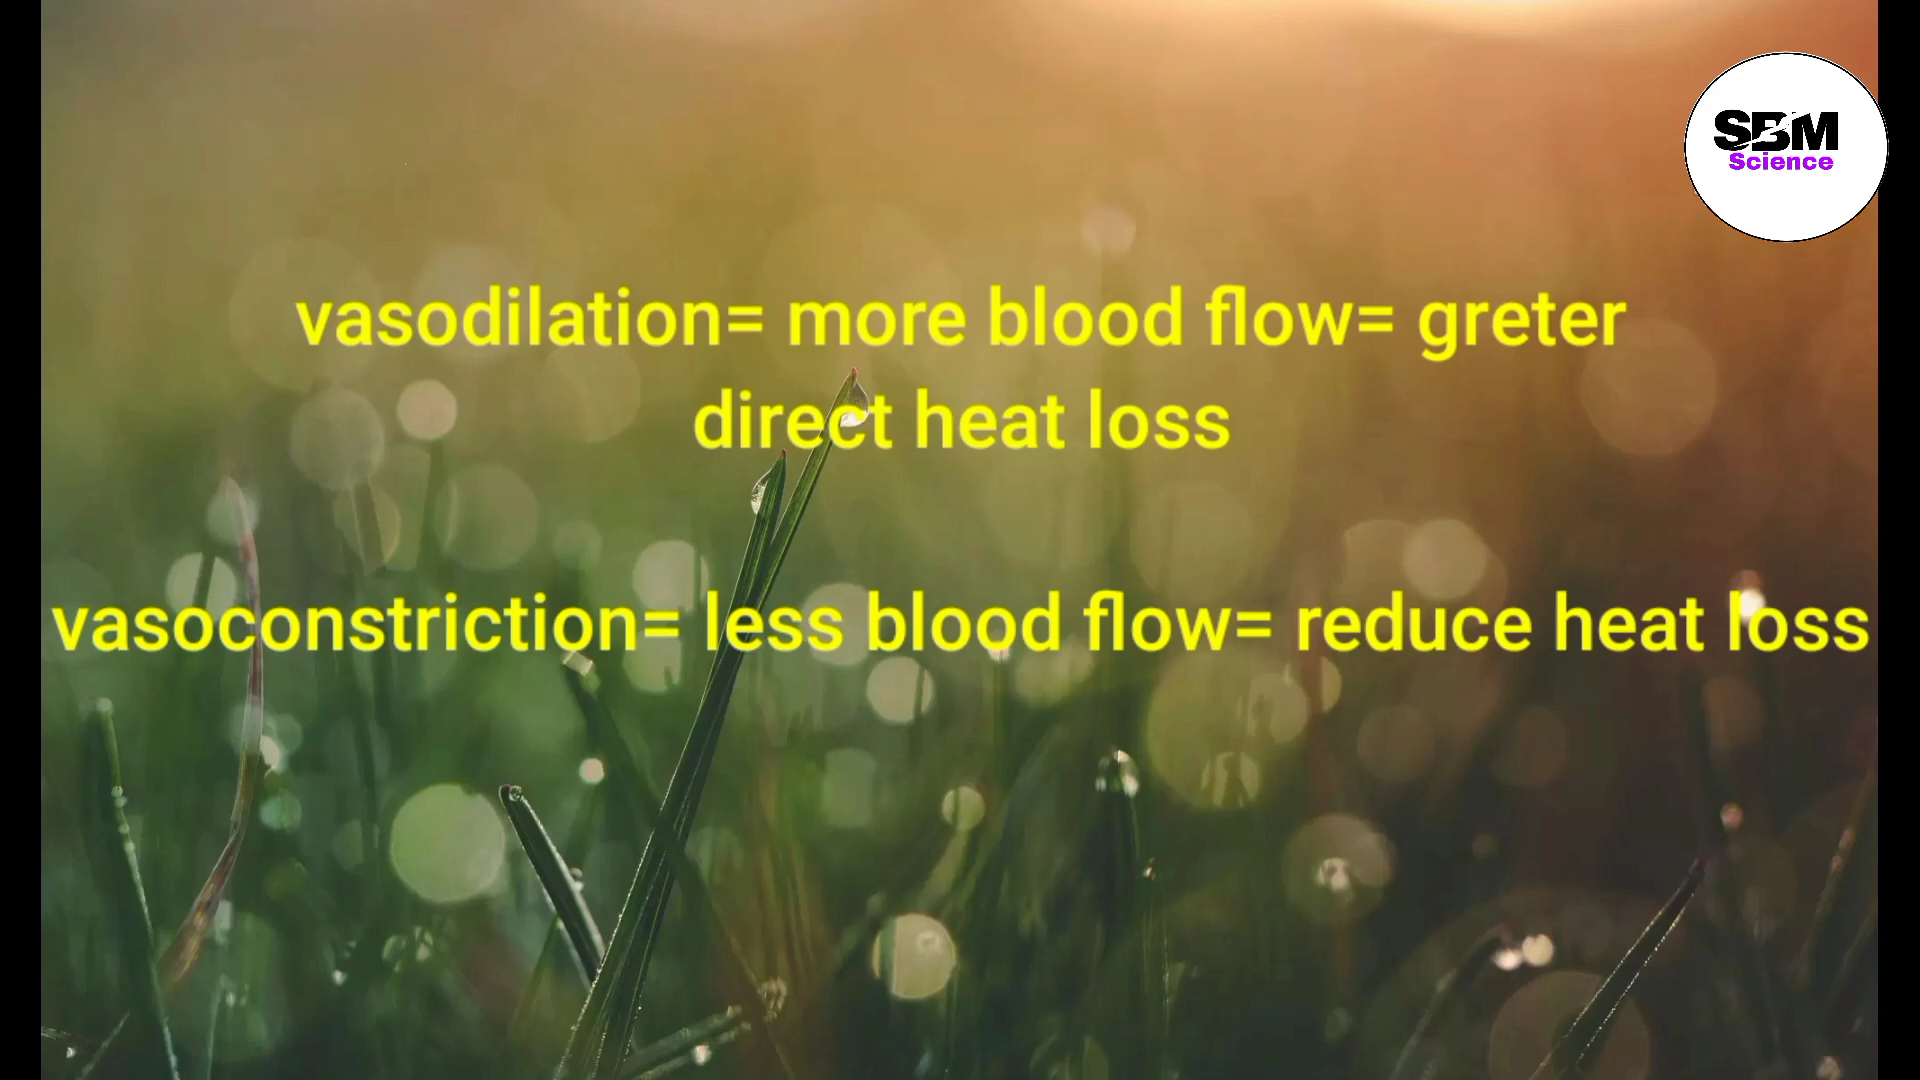 SBM
Science
vasodilation= more blood flow= greter
direct heat loss
vasoconstriction= less blood flow= reduce heat loss